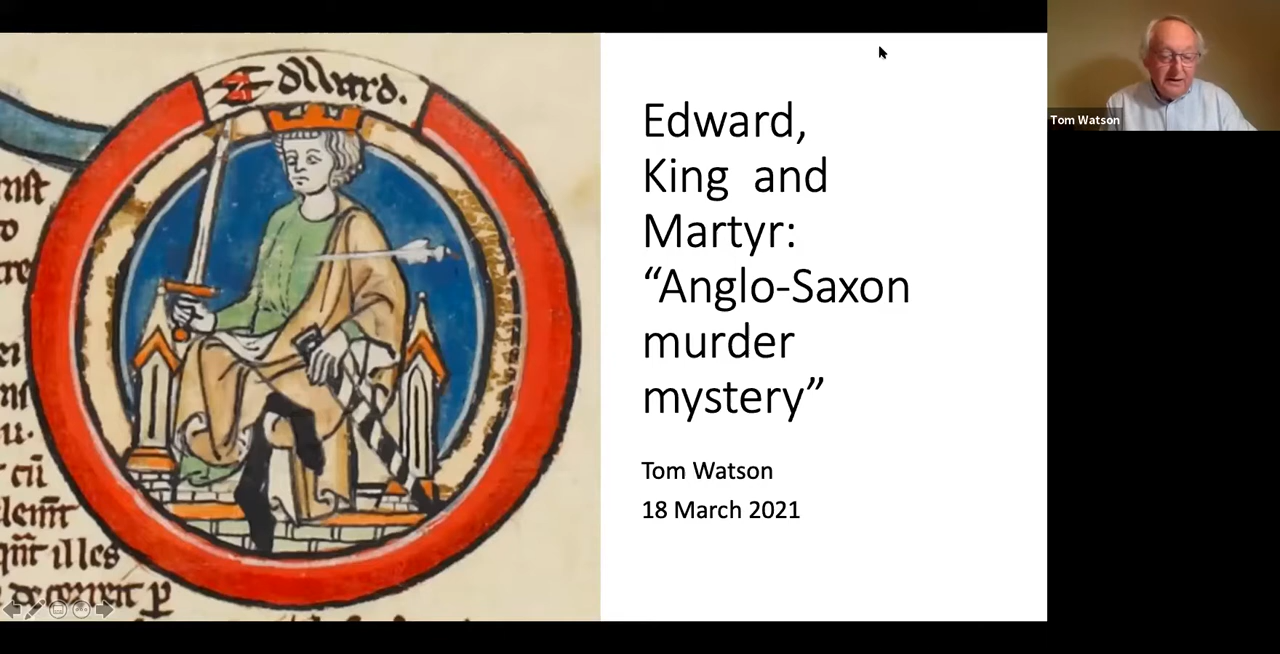 Edward.
Edward,
King and
Martyr:
“Anglo-Saxon
murder
mystery”
Tom Watson
18 March 2021
Tom Watson